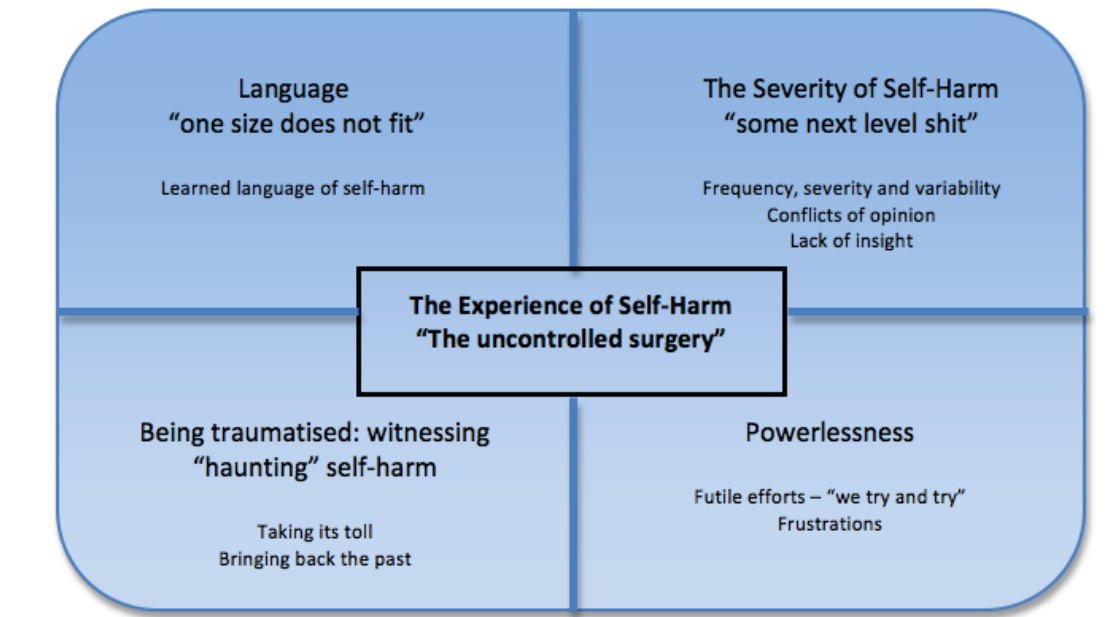 Language
“one size does not fit”
Learned language of self-harm
The Severity of Self-Harm
“some next level shit”
Frequency, severity and variability
Conflicts of opinion
Lack of insight
The Experience of Self-Harm
“The uncontrolled surgery”
Being traumatised: witnessing
“haunting” self-harm
Taking its toll
Bringing back the past
Powerlessness
Futile efforts – “we try and try”
Frustrations